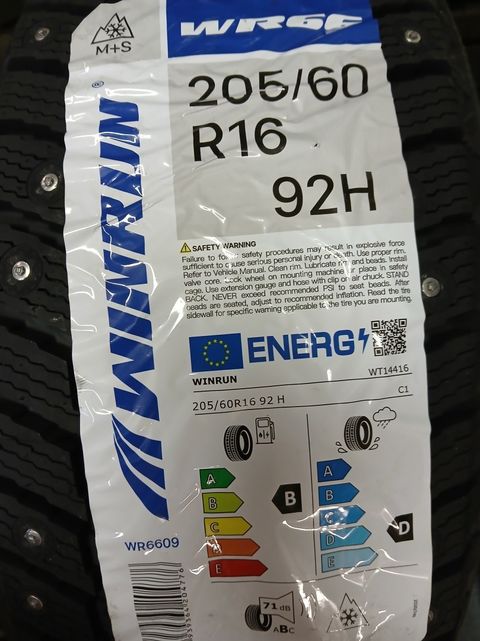 M+S
WR66
205/60
R16
92H
WINRUN®
SAFETY WARNING
Failure to follow safety procedures may result in explosive force
sufficient to cause serious personal injury or death. Use proper rim.
Refer to Vehicle Manual. Clean rim. Lubricate rim and beads. Install
valve core. Lock wheel on mounting machine or place in safety
cage. Use extension gauge and hose with clip on air chuck. STAND
BACK. NEVER exceed recommended PSI to seat beads. After
beads are seated, adjust to recommended inflation. Read the tire
sidewall for specific warning applicable to the tire you are mounting.
ENERG
WINRUN WT14416
205/60R16 92 H C1
A A
B B B
C C
D D
E E
WR6609
71 dB
ABC